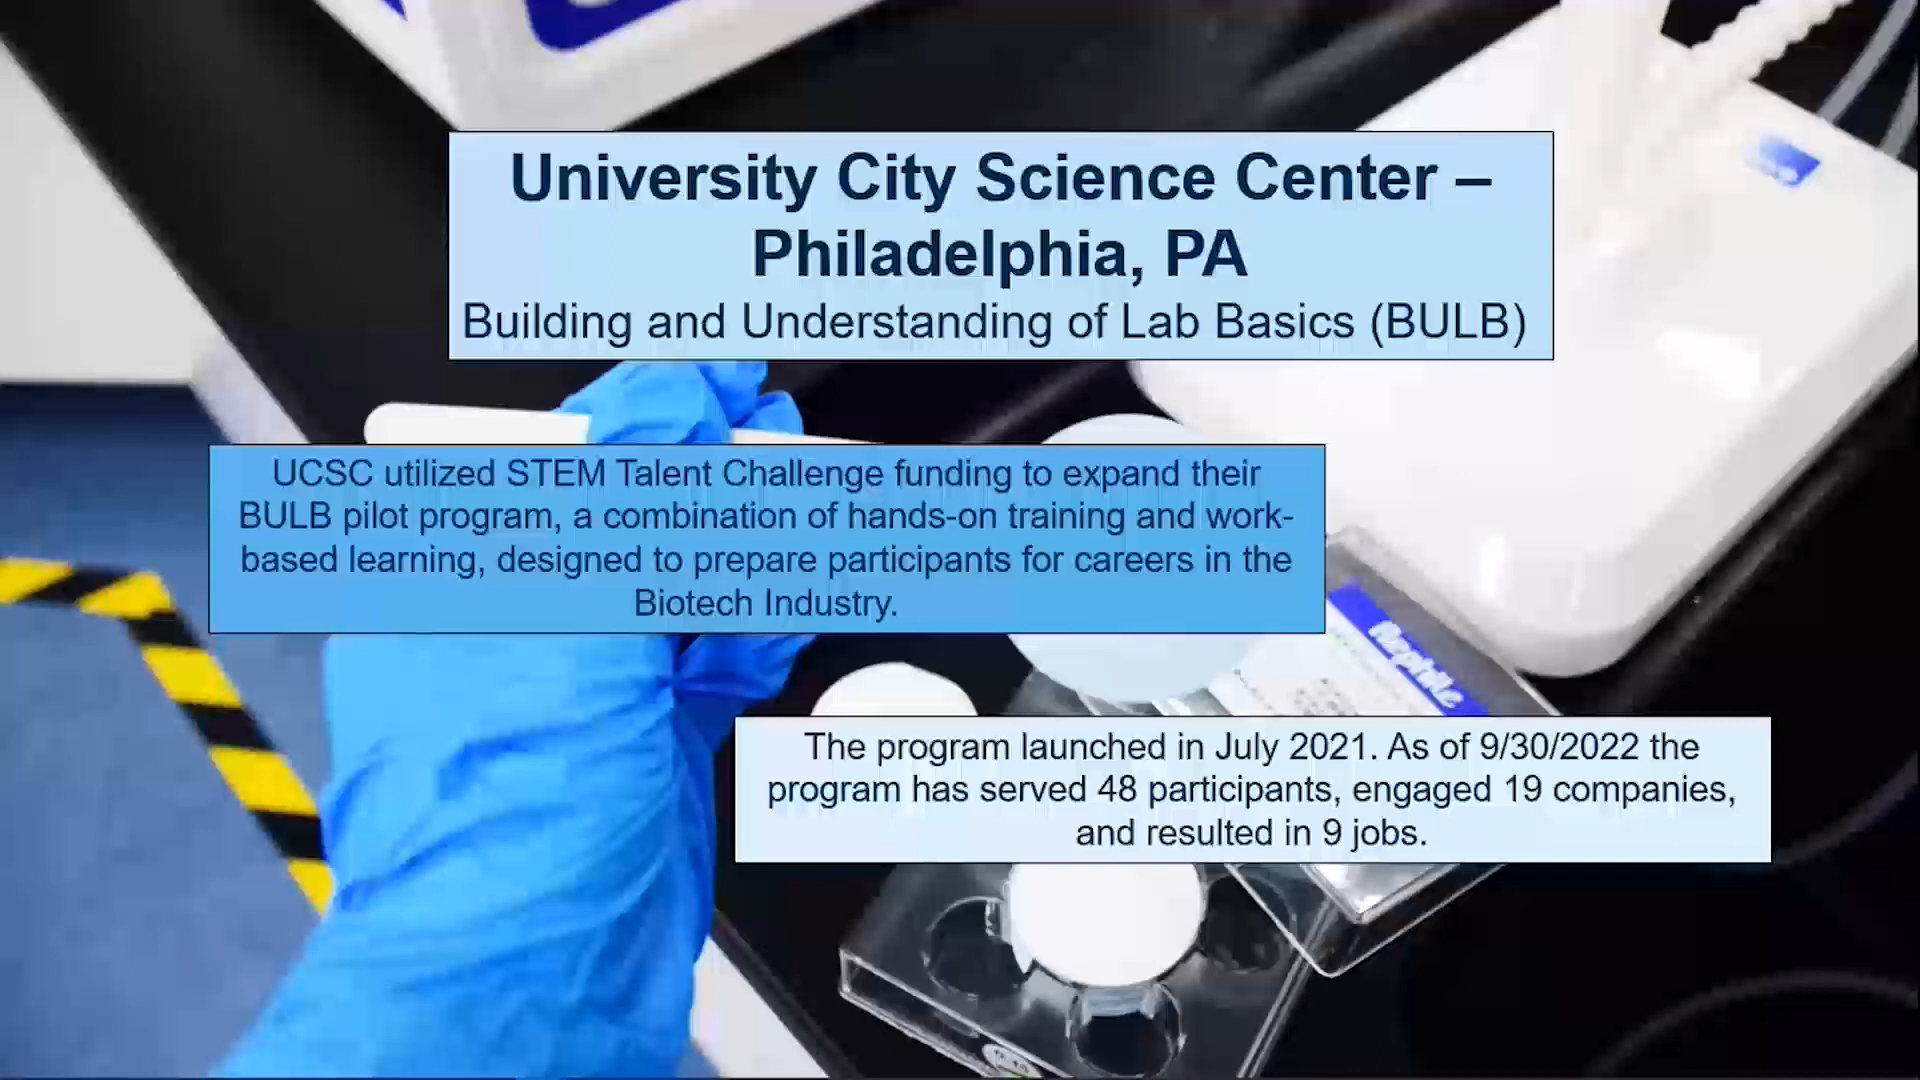 University City Science Center –
Philadelphia, PA
Building and Understanding of Lab Basics (BULB)
UCSC utilized STEM Talent Challenge funding to expand their
BULB pilot program, a combination of hands-on training and work-
based learning, designed to prepare participants for careers in the
Biotech Industry.
The program launched in July 2021. As of 9/30/2022 the
program has served 48 participants, engaged 19 companies,
and resulted in 9 jobs.